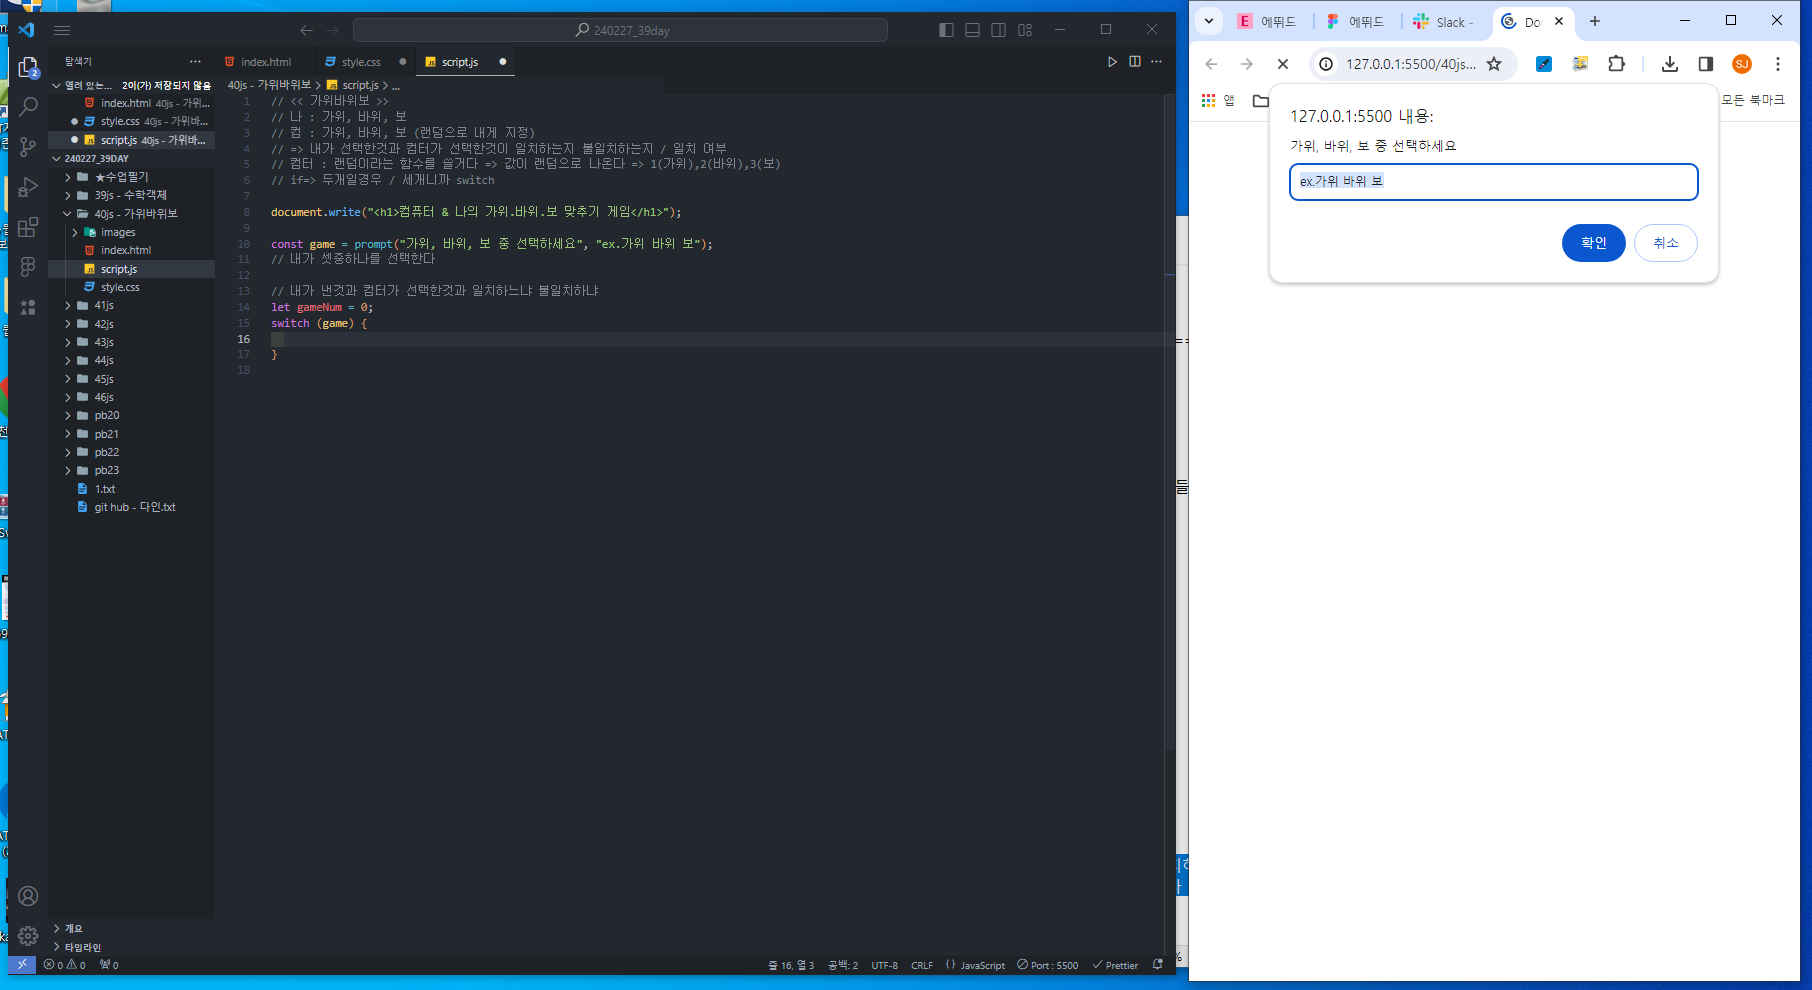 240227_39day
탐색기
index.html
style.css
script.js
열려 있는... 2이(가) 저장되지 않음
index.html 40js - 가위...
style.css 40js - 가위바...
script.js 40js - 가위바...
240227_39DAY
★수업필기
39js - 수학객체
40js - 가위바위보
images
index.html
script.js
style.css
41js
42js
43js
44js
45js
46js
pb20
pb21
pb22
pb23
1.txt
git hub - 다인.txt
개요
타임라인
40js - 가위바위보 > script.js > ...
1 // << 가위바위보 >>
2 // 나 : 가위, 바위, 보
3 // 컴 : 가위, 바위, 보 (랜덤으로 내게 지정)
4 // => 내가 선택한것과 컴터가 선택한것이 일치하는지 불일치하는지 / 일치 여부
5 // 컴터 : 랜덤이라는 함수를 쓸거다 => 값이 랜덤으로 나온다 => 1(가위),2(바위),3(보)
6 // if=> 두개일경우 / 세개니까 switch
7
8 document.write("<h1>컴퓨터 & 나의 가위.바위.보 맞추기 게임</h1>");
9
10 const game = prompt("가위, 바위, 보 중 선택하세요", "ex.가위 바위 보");
11 // 내가 셋중하나를 선택한다
12
13 // 내가 낸것과 컴터가 선택한것과 일치하느냐 불일치하냐
14 let gameNum = 0;
15 switch (game) {
16
17 }
18
0 0 0
줄 16, 열 3 공백: 2 UTF-8 CRLF {} JavaScript Port : 5500 Prettier
에뛰드
에뛰드
Slack -
Doc
127.0.0.1:5500/40js...
SJ
앱
모든 북마크
127.0.0.1:5500 내용:
가위, 바위, 보 중 선택하세요
ex.가위 바위 보
확인 취소